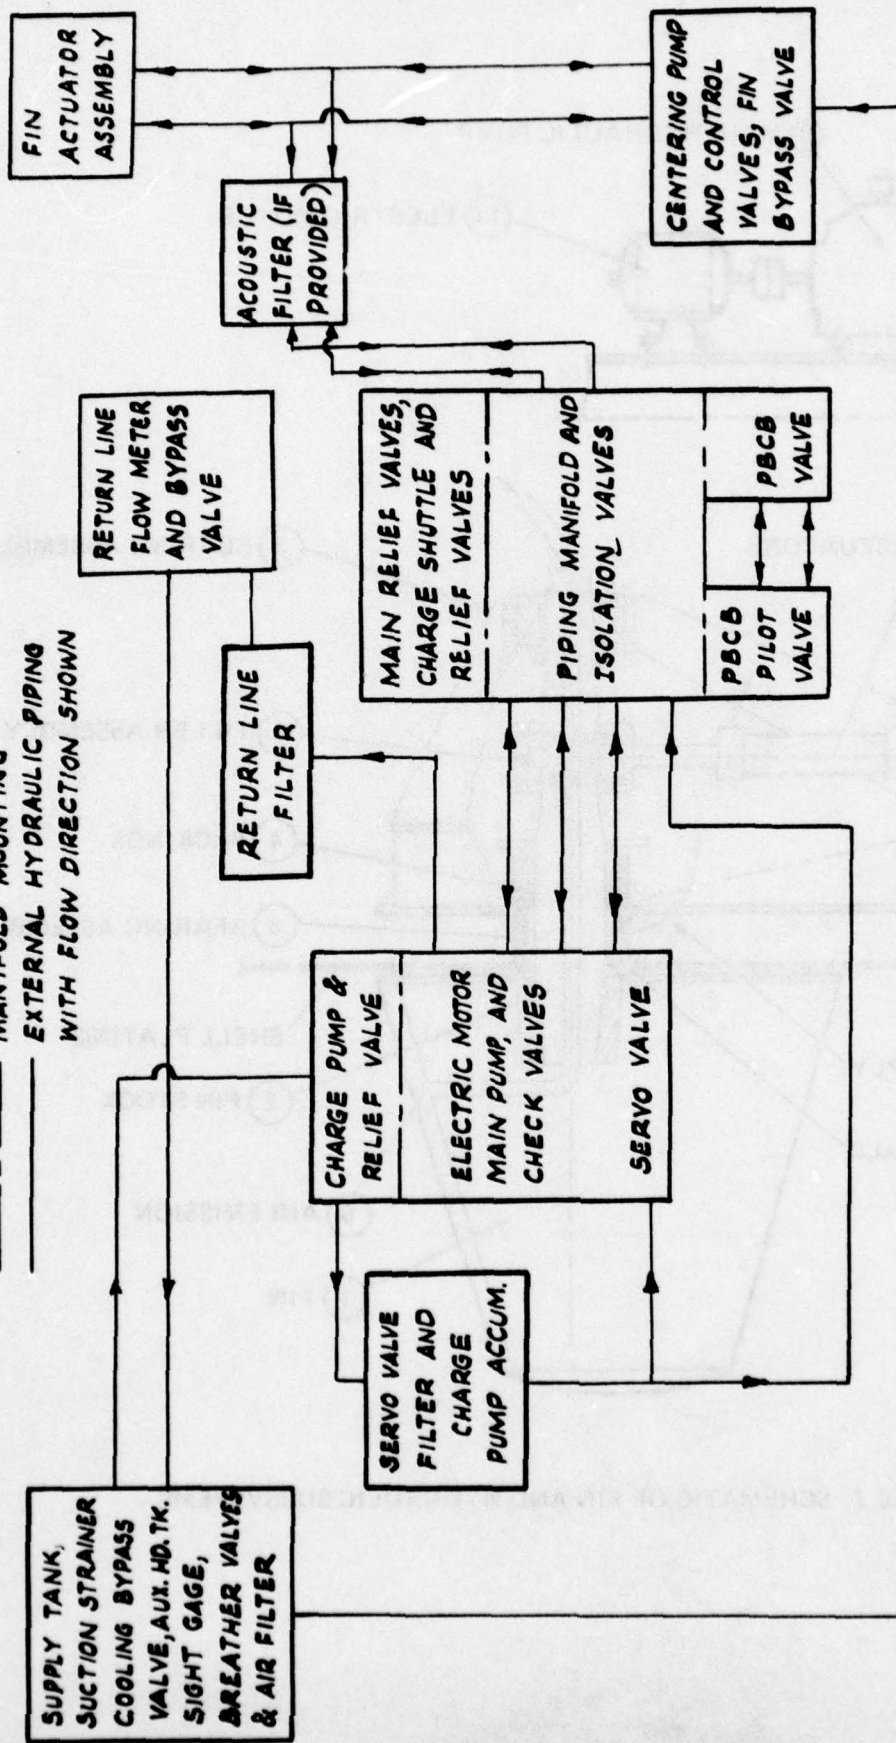 MANIFOLD MOUNTING
EXTERNAL HYDRAULIC PIPING
WITH FLOW DIRECTION SHOWN
SUPPLY TANK,
SUCTION STRAINER
COOLING BYPASS
VALVE, AUX. HD. TK.
SIGHT GAGE,
BREATHER VALVES
& AIR FILTER
RETURN LINE
FLOW METER
AND BYPASS
VALVE
FIN
ACTUATOR
ASSEMBLY
RETURN LINE
FILTER
ACOUSTIC
FILTER (IF
PROVIDED)
CHARGE PUMP &
RELIEF VALVE
ELECTRIC MOTOR
MAIN PUMP, AND
CHECK VALVES
SERVO VALVE
SERVO VALVE
FILTER AND
CHARGE
PUMP ACCUM.
MAIN RELIEF VALVES,
CHARGE SHUTTLE AND
RELIEF VALVES
PIPING MANIFOLD AND
ISOLATION VALVES
PBCB
PILOT
VALVE
PBCB
VALVE
CENTERING PUMP
AND CONTROL
VALVES, FIN
BYPASS VALVE